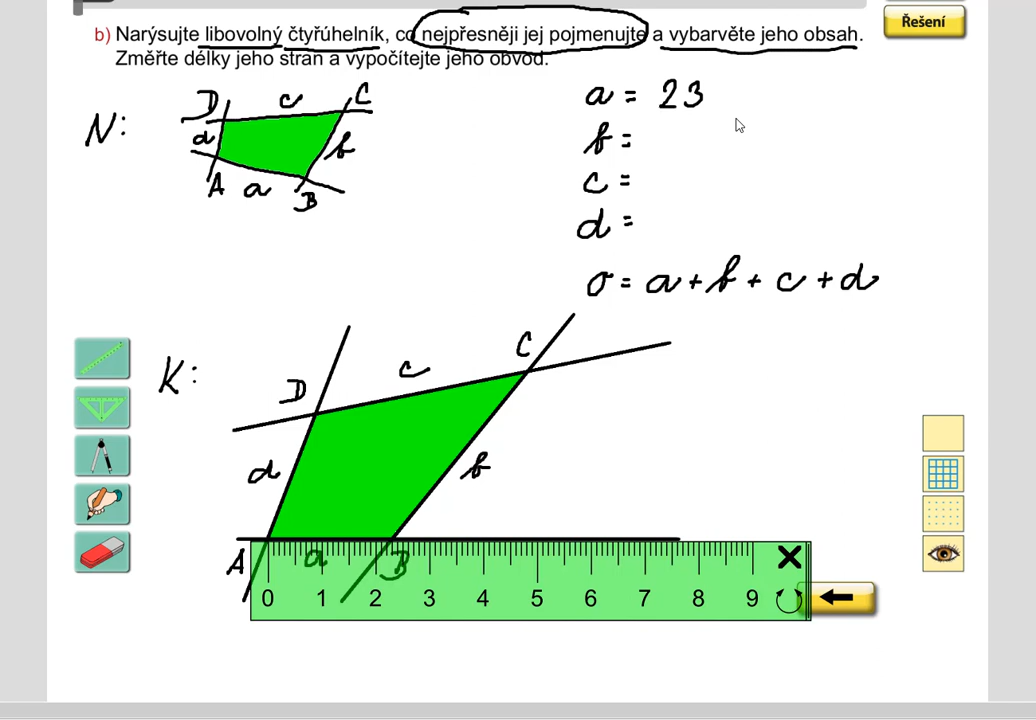 Řešení
b) Narýsujte libovolný čtyřúhelník, co nejpřesněji jej pojmenujte a vybarvěte jeho obsah.
Změřte délky jeho stran a vypočítejte jeho obvod.
N:
D c C
d b
A a B
a = 23
b =
c =
d =
o = a + b + c + d
K:
D c C
d b
A a B
0 1 2 3 4 5 6 7 8 9